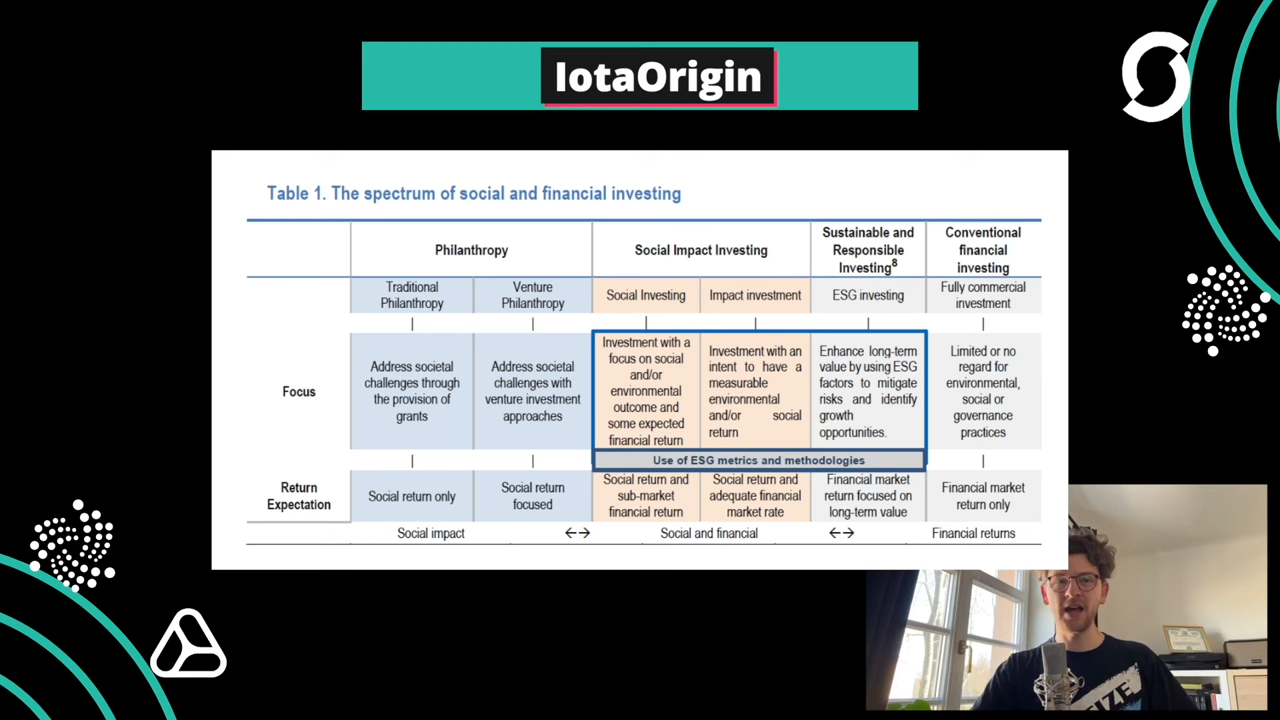 IotaOrigin
Table 1. The spectrum of social and financial investing
Philanthropy
Social Impact Investing
Sustainable and
Responsible
Investing8
Conventional
financial
investing
Traditional
Philanthropy
Venture
Philanthropy
Social Investing
Impact investment
ESG investing
Fully commercial
investment
Focus
Address societal
challenges through
the provision of
grants
Address societal
challenges with
venture investment
approaches
Investment with a
focus on social
and/or
environmental
outcome and
some expected
financial return
Investment with an
intent to have a
measurable
environmental
and/or social
return
Enhance long-term
value by using ESG
factors to mitigate
risks and identify
growth
opportunities.
Limited or no
regard for
environmental,
social or
governance
practices
Use of ESG metrics and methodologies
Return
Expectation
Social return only
Social return
focused
Social return and
sub-market
financial return
Social return and
adequate financial
market rate
Financial market
return focused on
long-term value
Financial market
return only
Social impact
Social and financial
Financial returns